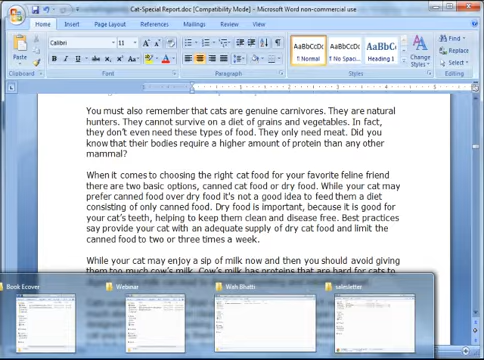 Cat-Special Report.doc [Compatibility Mode] - Microsoft Word non-commercial use
Home Insert Page Layout References Mailings Review View
Calibri 11 AaBbCcDc AaBbCcDc AaBbCc Find
Replace
Paste Normal No Spac... Heading 1 Change Styles Select
Clipboard Font Paragraph Styles Editing
You must also remember that cats are genuine carnivores. They are natural
hunters. They cannot survive on a diet of grains and vegetables. In fact,
they don't even need these types of food. They only need meat. Did you
know that their bodies require a higher amount of protein than any other
mammal?
When it comes to choosing the right cat food for your favorite feline friend
there are two basic options, canned cat food or dry food. While your cat may
prefer canned food over dry food it's not a good idea to feed them a diet
consisting of only canned food. Dry food is important, because it is good for
your cat's teeth, helping to keep them clean and disease free. Best practices
say provide your cat with an adequate supply of dry cat food and limit the
canned food to two or three times a week.
While your cat may enjoy a sip of milk now and then you should avoid giving
them too much cow's milk. Cow's milk has proteins that are hard for cats to
Book Ecover Webinar Wah Bhatti salesletter